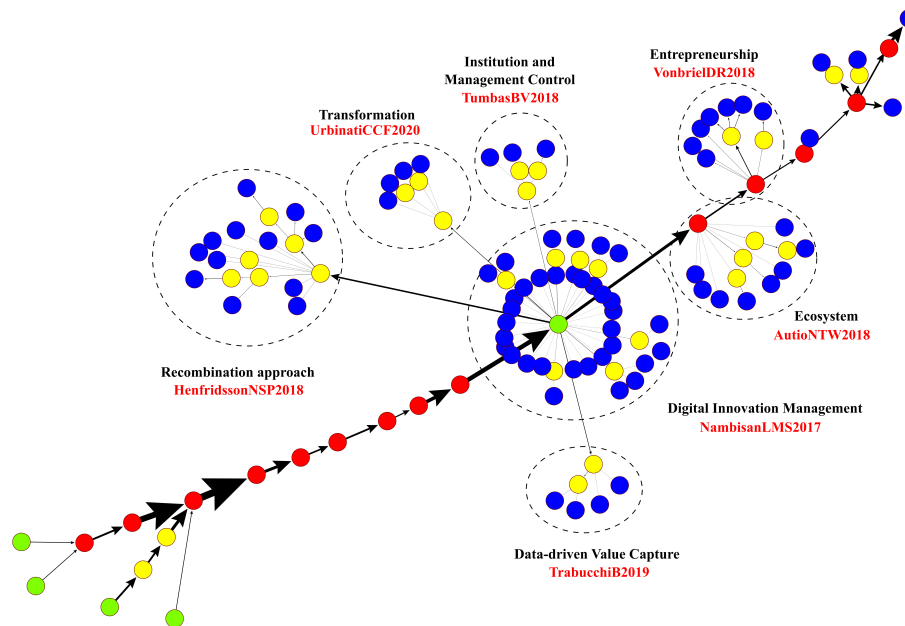 Institution and
Management Control
TumbasBV2018
Entrepreneurship
VonbrielDR2018
Transformation
UrbinatiCCF2020
Ecosystem
AutioNTW2018
Recombination approach
HenfridssonNSP2018
Digital Innovation Management
NambisanLMS2017
Data-driven Value Capture
TrabucchiB2019